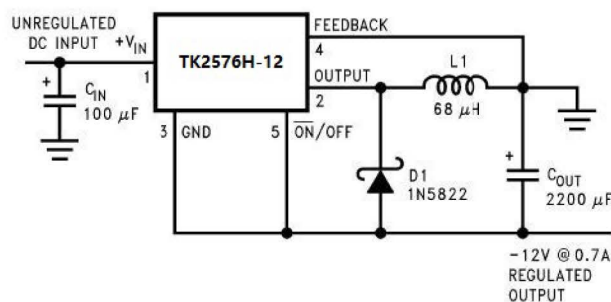 UNREGULATED
DC INPUT
+VIN
1
+
CIN
100 μF
TK2576H-12
FEEDBACK
4
OUTPUT
2
L1
68 μH
3 GND
5 ON/OFF
D1
1N5822
+
COUT
2200 μF
-12V @ 0.7A
REGULATED
OUTPUT